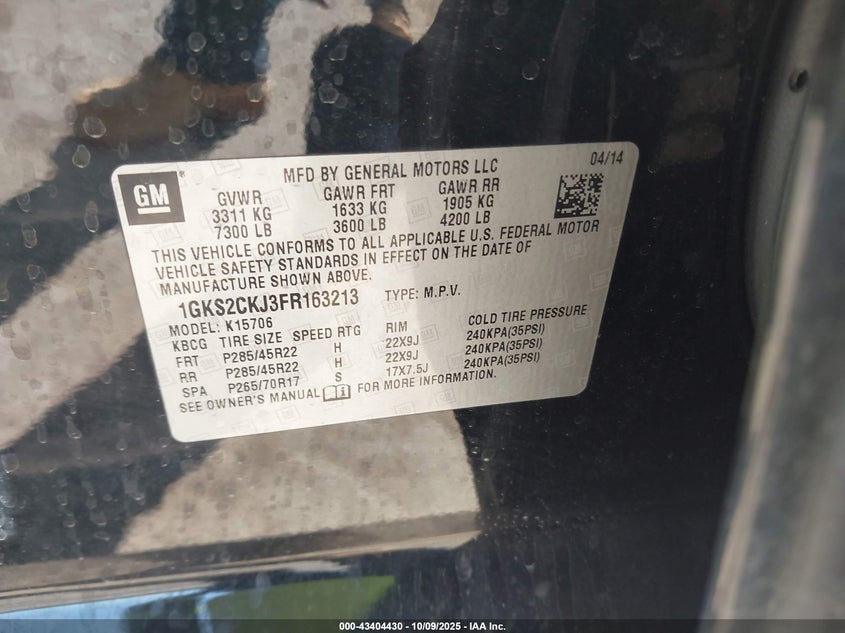 MFD BY GENERAL MOTORS LLC 04/14
GM
GVWR GAWR FRT GAWR RR
3311 KG 1633 KG 1905 KG
7300 LB 3600 LB 4200 LB
THIS VEHICLE CONFORMS TO ALL APPLICABLE U.S. FEDERAL MOTOR
VEHICLE SAFETY STANDARDS IN EFFECT ON THE DATE OF
MANUFACTURE SHOWN ABOVE.
1GKS2CKJ3FR163213 TYPE: M.P.V.
MODEL: K15706
KBCG TIRE SIZE SPEED RTG RIM COLD TIRE PRESSURE
FRT P285/45R22 H 22X9J 240KPA(35PSI)
RR P285/45R22 H 22X9J 240KPA(35PSI)
SPA P265/70R17 S 17X7.5J 240KPA(35PSI)
SEE OWNER'S MANUAL FOR MORE INFORMATION.
000-43404430 - 10/09/2025 - IAA Inc.